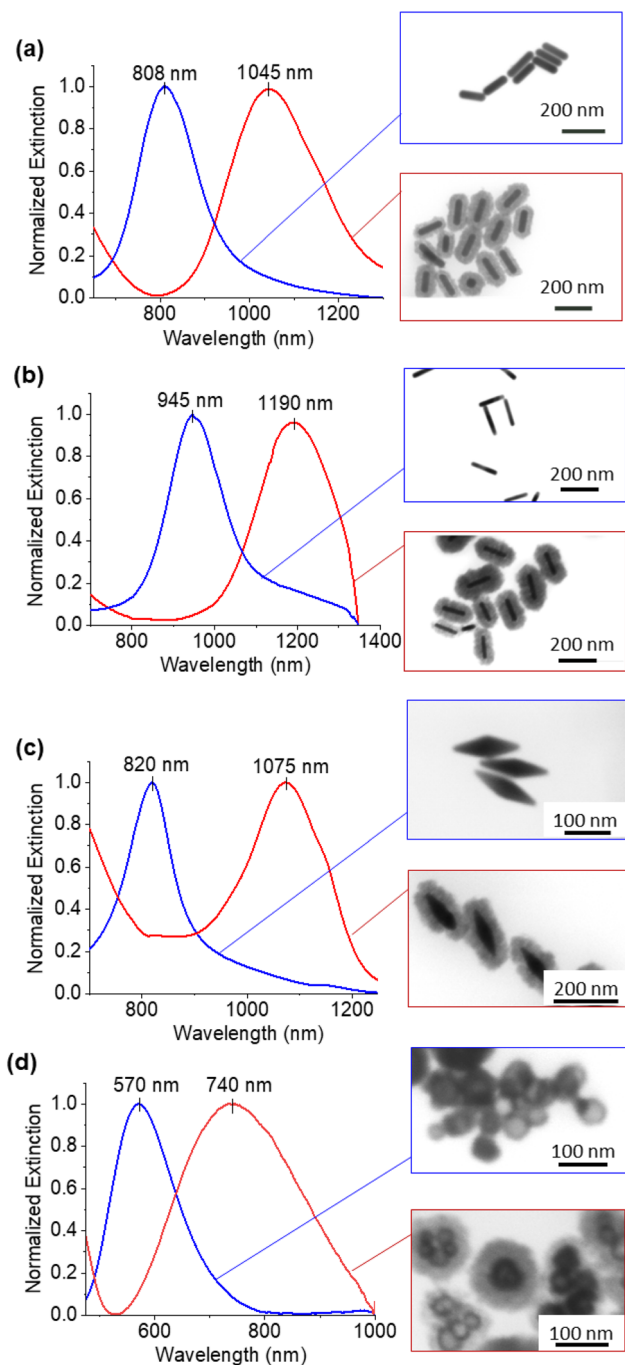 (a)
808 nm 1045 nm
Normalized Extinction
1.0
0.8
0.6
0.4
0.2
0.0
800 1000 1200
Wavelength (nm)
200 nm
200 nm
(b)
945 nm 1190 nm
Normalized Extinction
1.0
0.8
0.6
0.4
0.2
0.0
800 1000 1200 1400
Wavelength (nm)
200 nm
200 nm
(c)
820 nm 1075 nm
Normalized Extinction
1.0
0.8
0.6
0.4
0.2
0.0
800 1000 1200
Wavelength (nm)
100 nm
200 nm
(d)
570 nm 740 nm
Normalized Extinction
1.0
0.8
0.6
0.4
0.2
0.0
600 800 1000
Wavelength (nm)
100 nm
100 nm